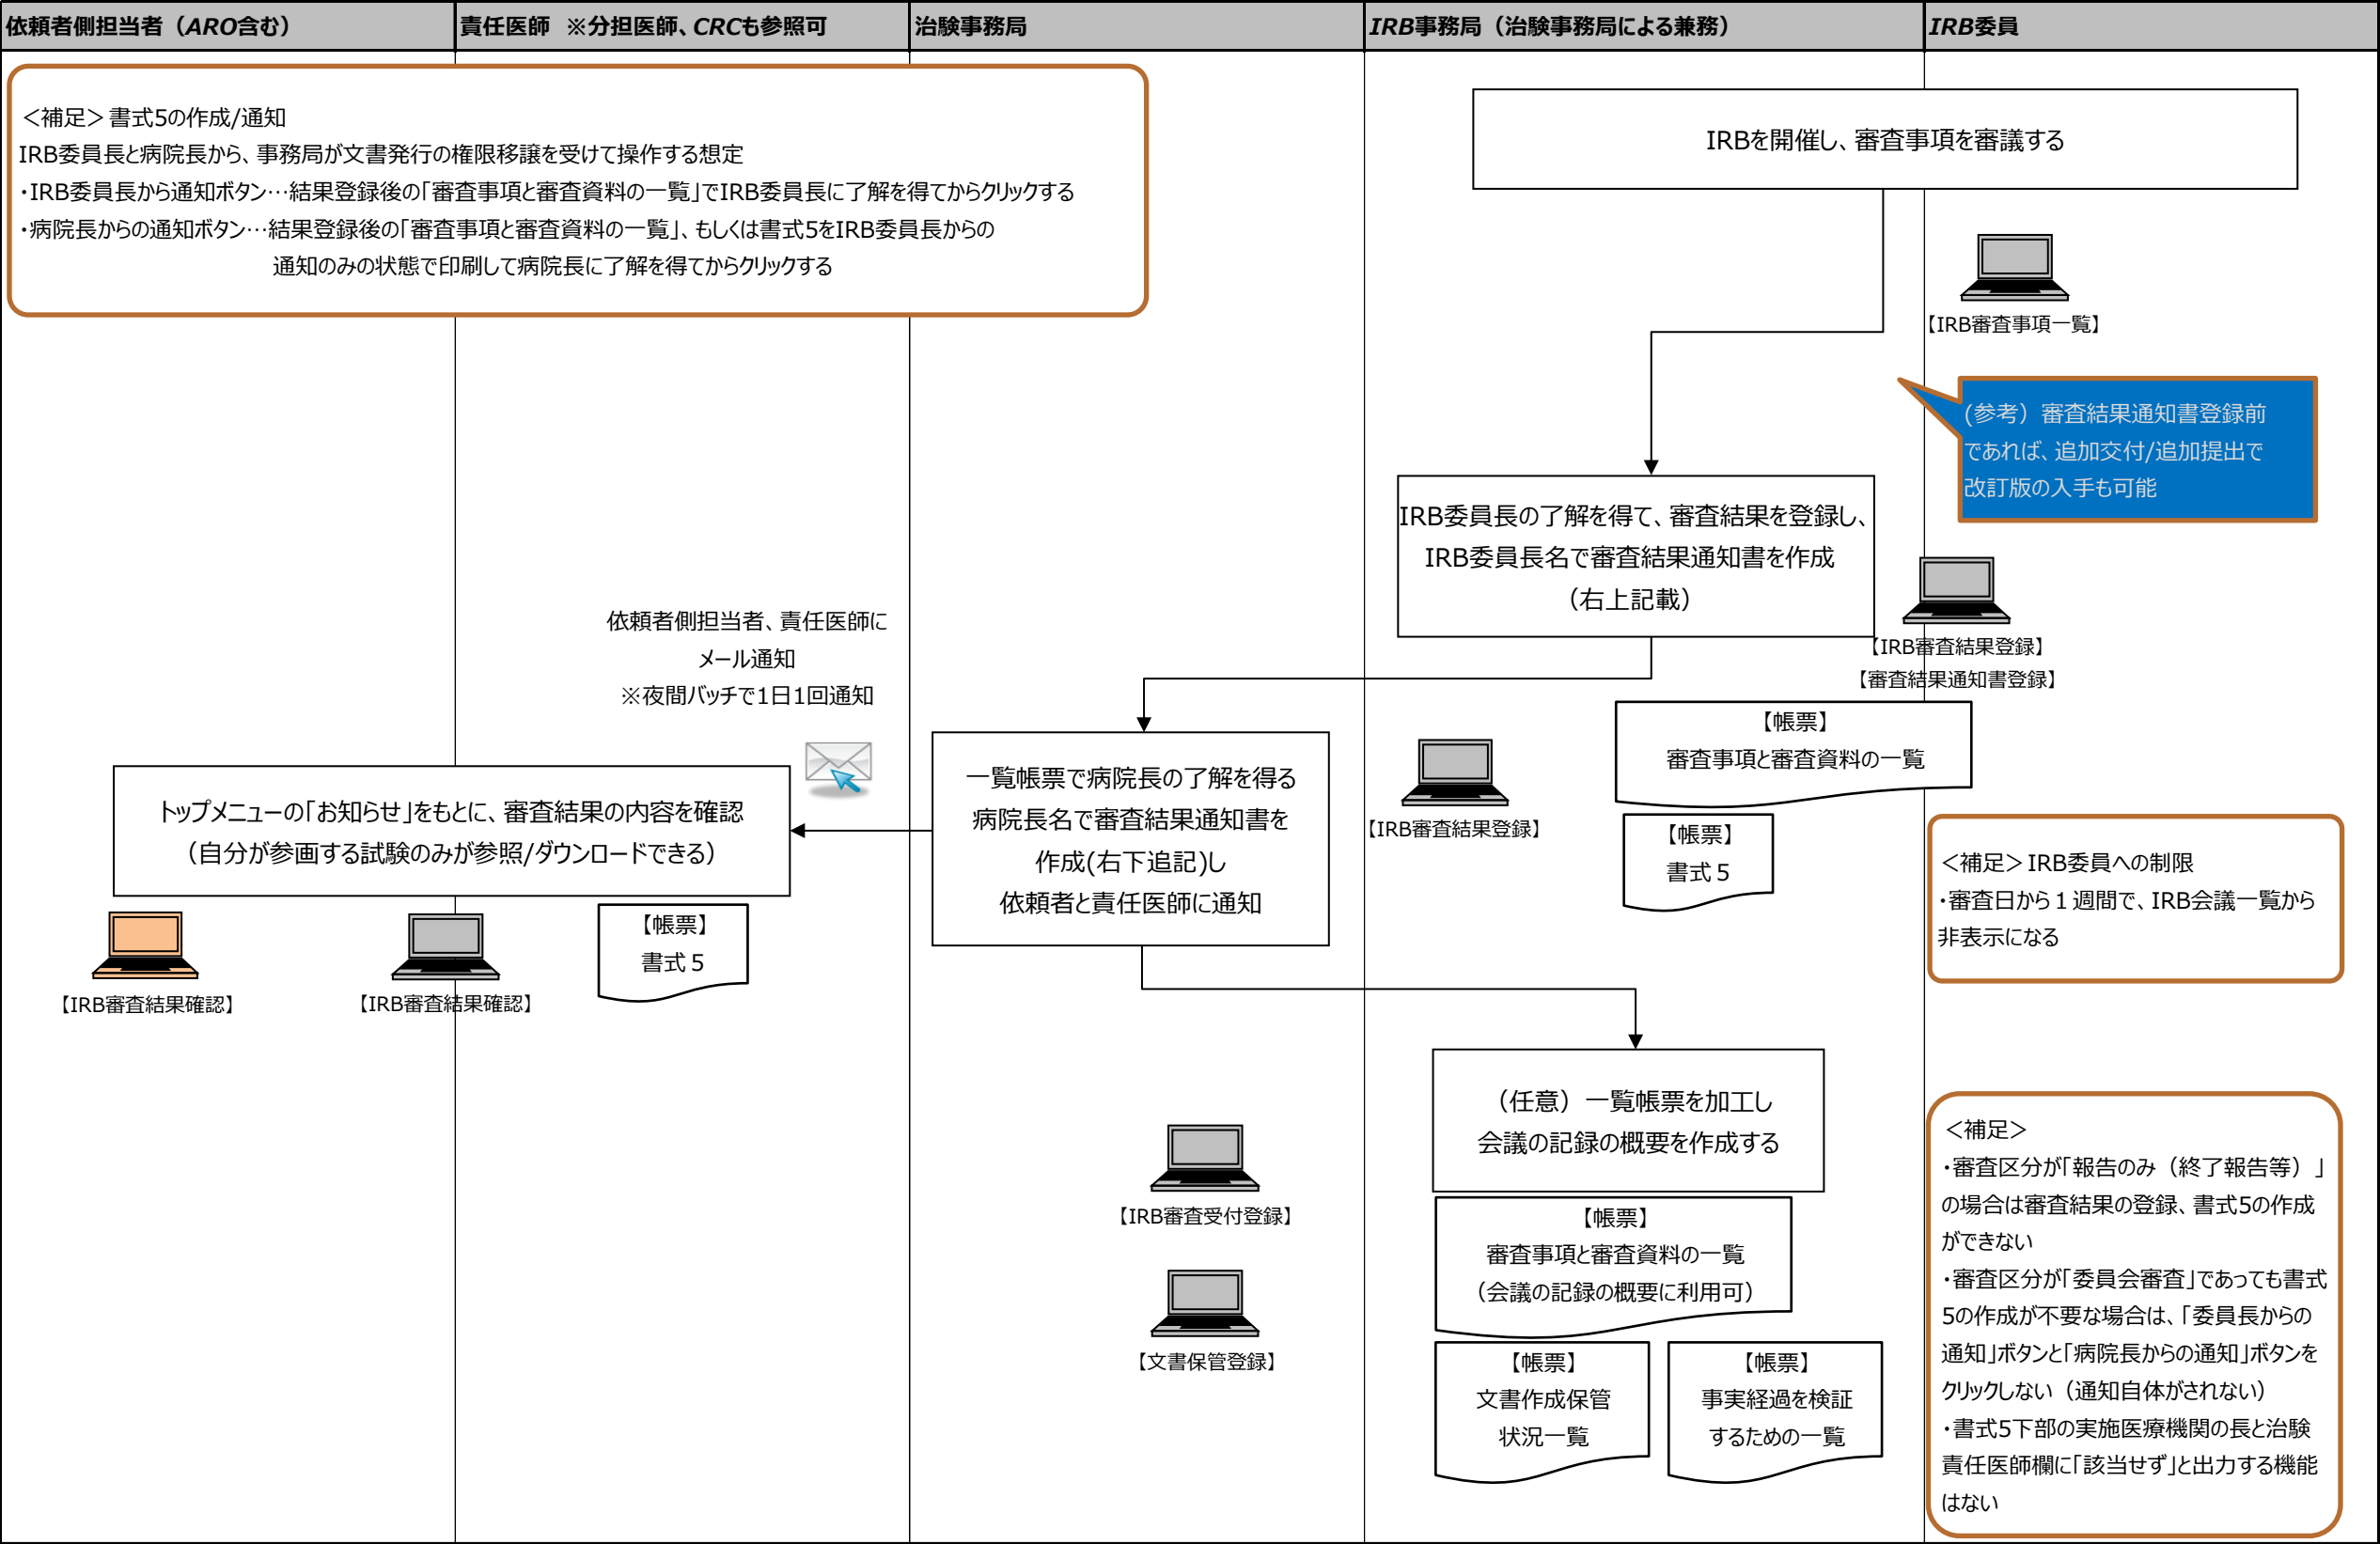 依頼者側担当者（ARO含む）
責任医師　※分担医師、CRCも参照可
治験事務局
IRB事務局（治験事務局による兼務）
IRB委員
＜補足＞書式5の作成/通知
IRB委員長と病院長から、事務局が文書発行の権限移譲を受けて操作する想定
・IRB委員長から通知ボタン…結果登録後の「審査事項と審査資料の一覧」でIRB委員長に了解を得てからクリックする
・病院長からの通知ボタン…結果登録後の「審査事項と審査資料の一覧」、もしくは書式5をIRB委員長からの
通知のみの状態で印刷して病院長に了解を得てからクリックする
IRBを開催し、審査事項を審議する
【IRB審査事項一覧】
(参考）審査結果通知書登録前
であれば、追加交付/追加提出で
改訂版の入手も可能
IRB委員長の了解を得て、審査結果を登録し、
IRB委員長名で審査結果通知書を作成
（右上記載）
【IRB審査結果登録】
【審査結果通知書登録】
依頼者側担当者、責任医師に
メール通知
※夜間バッチで1日1回通知
【帳票】
審査事項と審査資料の一覧
【帳票】
書式５
一覧帳票で病院長の了解を得る
病院長名で審査結果通知書を
作成(右下追記)し
依頼者と責任医師に通知
【IRB審査結果登録】
トップメニューの「お知らせ」をもとに、審査結果の内容を確認
（自分が参画する試験のみが参照/ダウンロードできる）
【IRB審査結果確認】
【IRB審査結果確認】
【帳票】
書式５
＜補足＞IRB委員への制限
・審査日から１週間で、IRB会議一覧から
非表示になる
（任意）一覧帳票を加工し
会議の記録の概要を作成する
【IRB審査受付登録】
【文書保管登録】
【帳票】
審査事項と審査資料の一覧
（会議の記録の概要に利用可）
【帳票】
文書作成保管
状況一覧
【帳票】
事実経過を検証
するための一覧
＜補足＞
・審査区分が「報告のみ（終了報告等）」
の場合は審査結果の登録、書式5の作成
ができない
・審査区分が「委員会審査」であっても書式
5の作成が不要な場合は、「委員長からの
通知」ボタンと「病院長からの通知」ボタンを
クリックしない（通知自体がされない）
・書式5下部の実施医療機関の長と治験
責任医師欄に「該当せず」と出力する機能
はない